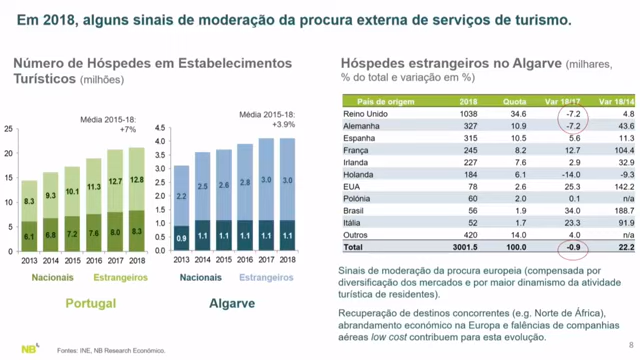 Em 2018, alguns sinais de moderação da procura externa de serviços de turismo.
Número de Hóspedes em Estabelecimentos
Turísticos (milhões)
Média 2015-18:
+7%
25
20
15
10
5
0
8.3 9.3 10.1 11.3 12.7 12.8
6.1 6.8 7.2 7.6 8.0 8.3
2013 2014 2015 2016 2017 2018
Nacionais Estrangeiros
Portugal
Média 2015-18:
+3.9%
4.5
4.0
3.5
3.0
2.5
2.0
1.5
1.0
0.5
0.0
2.2 2.5 2.6 2.8 3.0 3.0
0.9 1.1 1.1 1.1 1.1 1.1
2013 2014 2015 2016 2017 2018
Nacionais Estrangeiros
Algarve
Hóspedes estrangeiros no Algarve (milhares,
% do total e variação em %)
País de origem 2018 Quota Var 18/17 Var 18/14
Reino Unido 1038 34.6 -7.2 4.8
Alemanha 327 10.9 -7.2 43.6
Espanha 315 10.5 5.6 11.3
França 245 8.2 12.7 104.4
Irlanda 227 7.6 2.9 32.9
Holanda 184 6.1 -14.0 -9.3
EUA 78 2.6 25.3 142.2
Polónia 60 2.0 0.1 n/a
Brasil 56 1.9 34.0 188.7
Itália 52 1.7 23.3 91.9
Outros 420 14.0 4.0 n/a
Total 3001.5 100.0 -0.9 22.2
Sinais de moderação da procura europeia (compensada por
diversificação dos mercados e por maior dinamismo da atividade
turística de residentes).
Recuperação de destinos concorrentes (e.g. Norte de África),
abrandamento económico na Europa e falências de companhias
aéreas low cost contribuem para esta evolução.
NB
Fontes: INE, NB Research Económico.
8